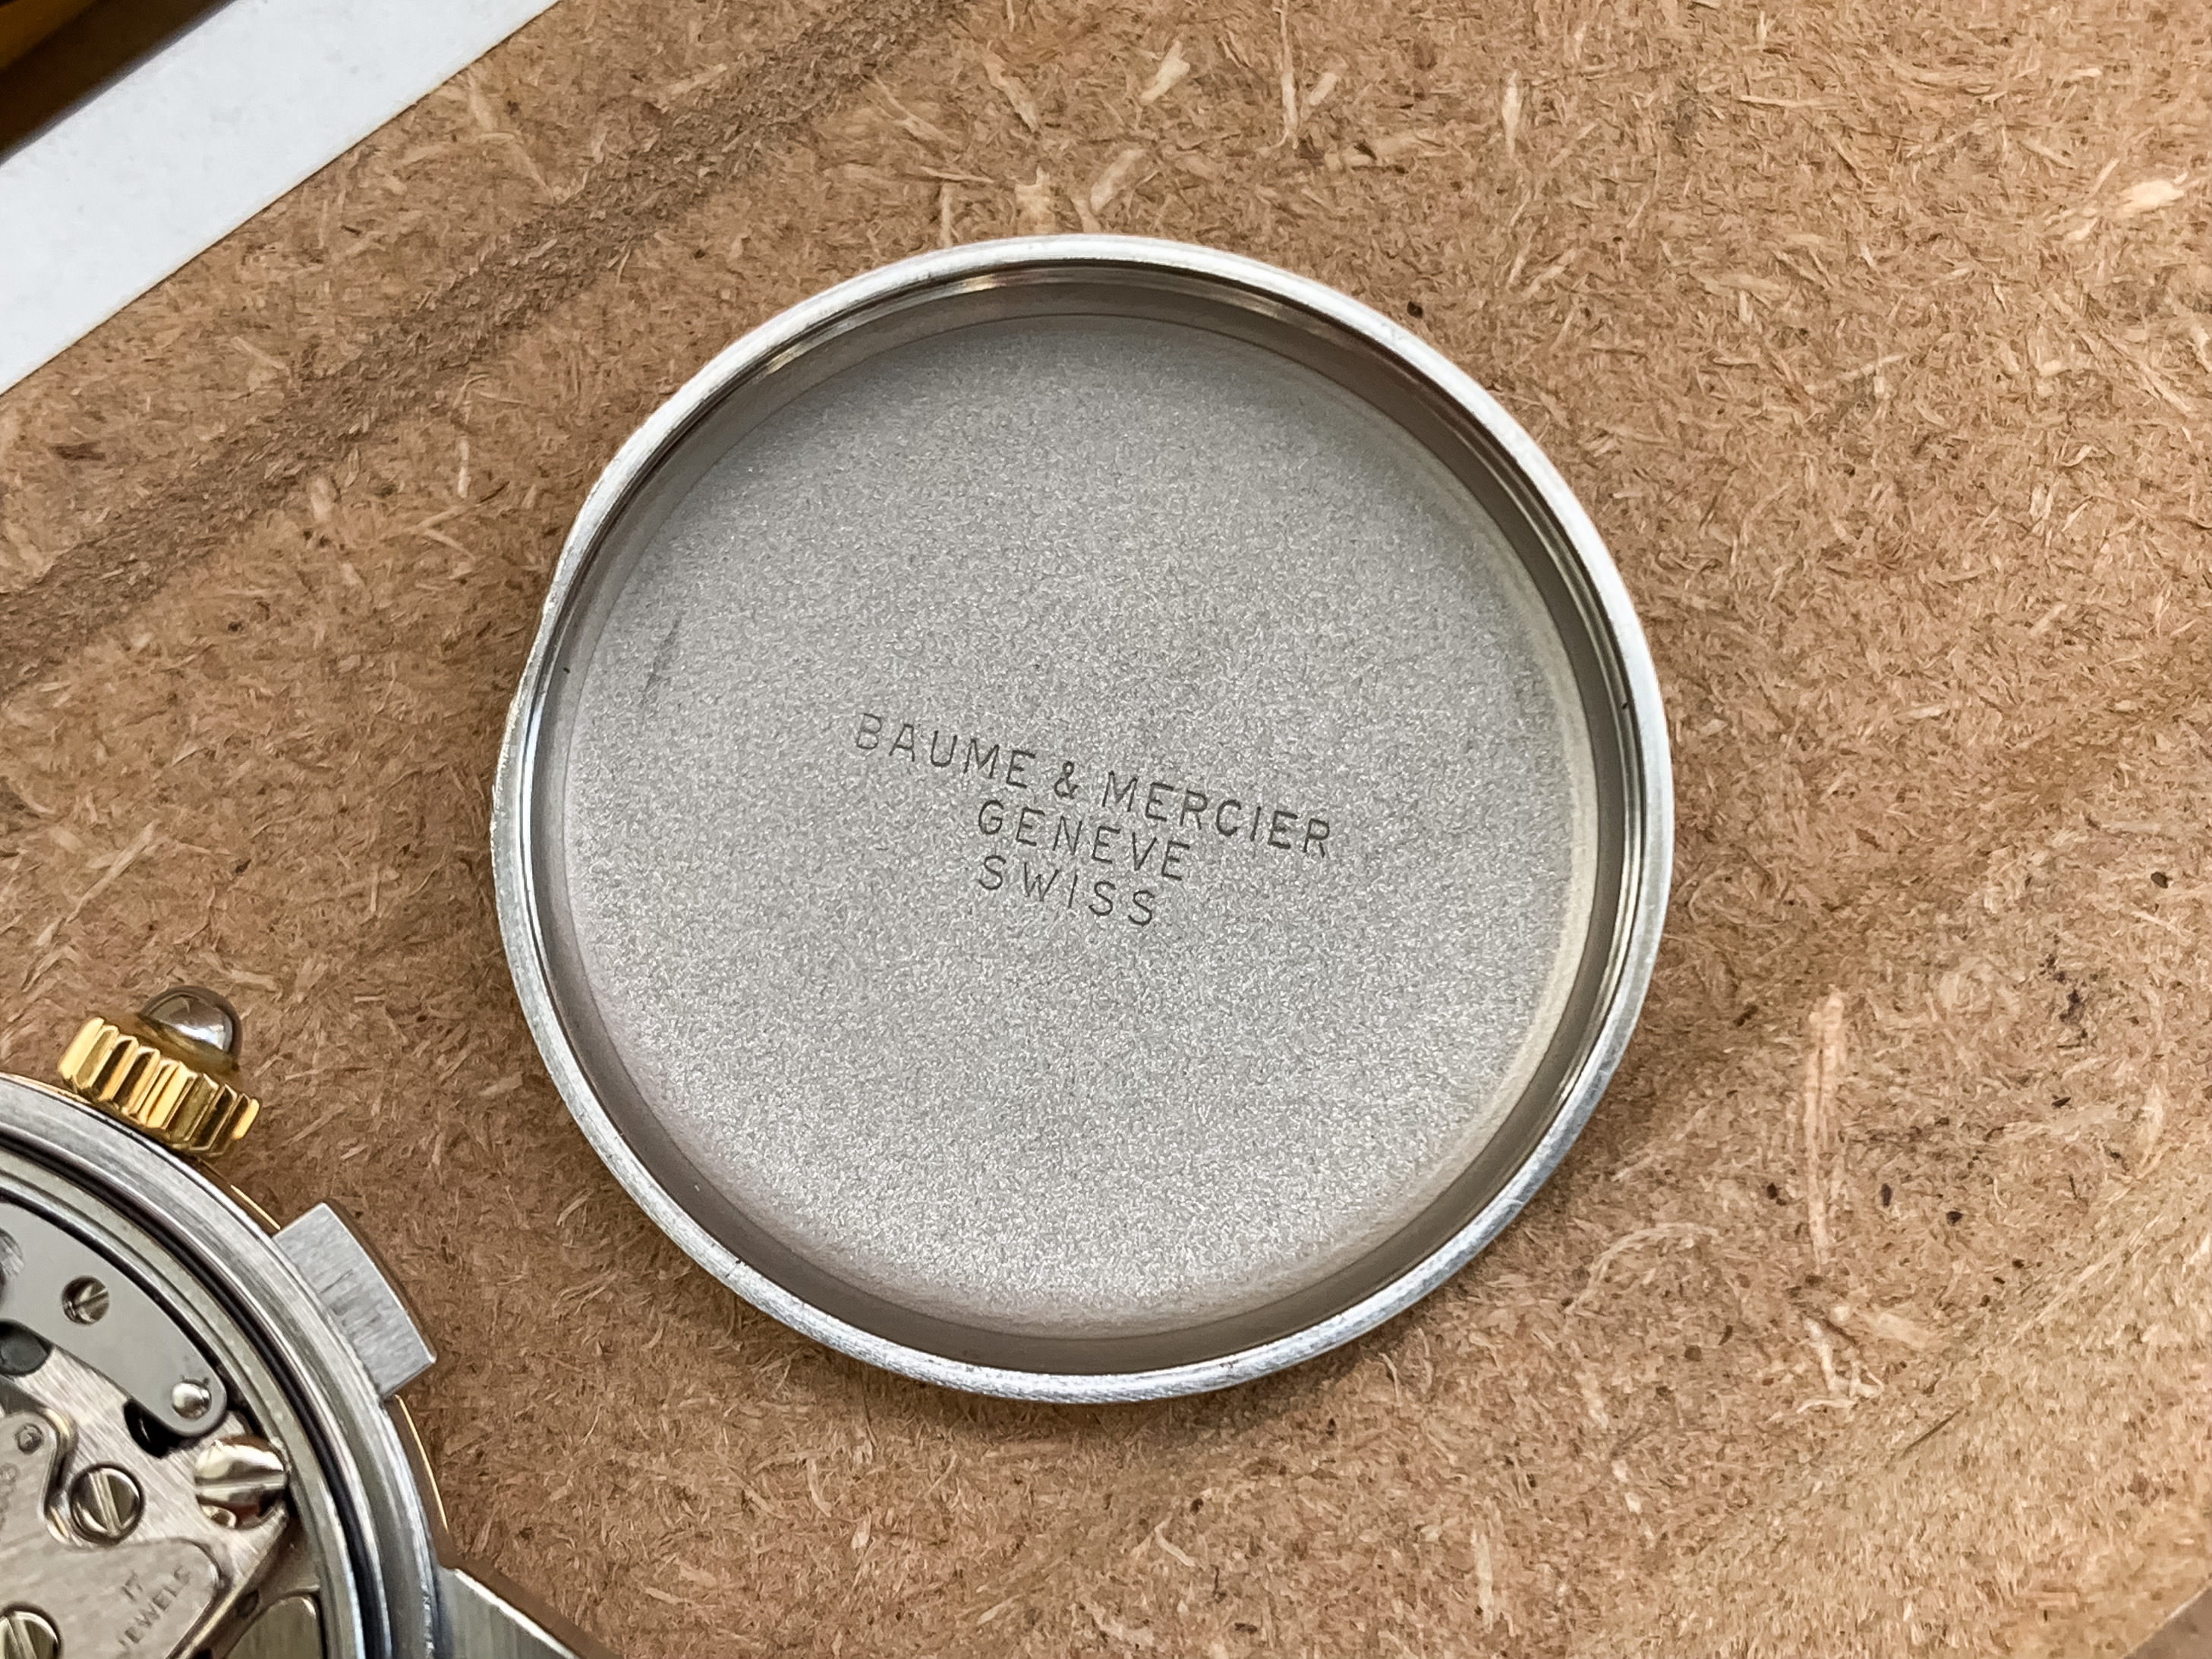 BAUME & MERCIER
GENEVE
SWISS
17
JEWELS